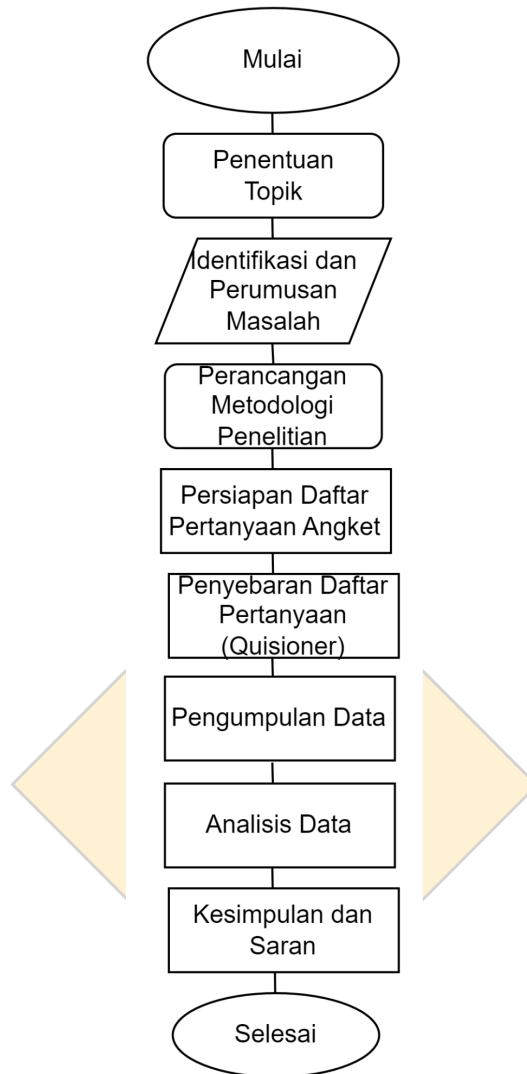 Mulai
Penentuan
Topik
Identifikasi dan
Perumusan
Masalah
Perancangan
Metodologi
Penelitian
Persiapan Daftar
Pertanyaan Angket
Penyebaran Daftar
Pertanyaan
(Quisioner)
Pengumpulan Data
Analisis Data
Kesimpulan dan
Saran
Selesai